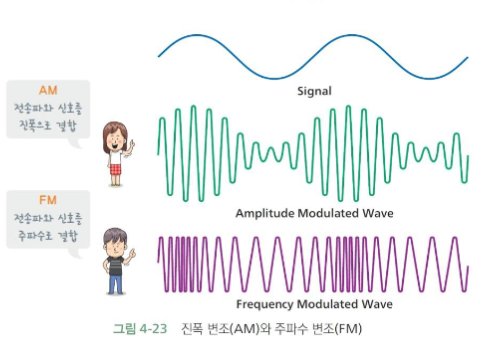 Signal
AM
전송파와 신호를
진폭으로 결합
Amplitude Modulated Wave
FM
전송파와 신호를
주파수로 결합
Frequency Modulated Wave
그림 4-23 진폭 변조(AM)와 주파수 변조(FM)